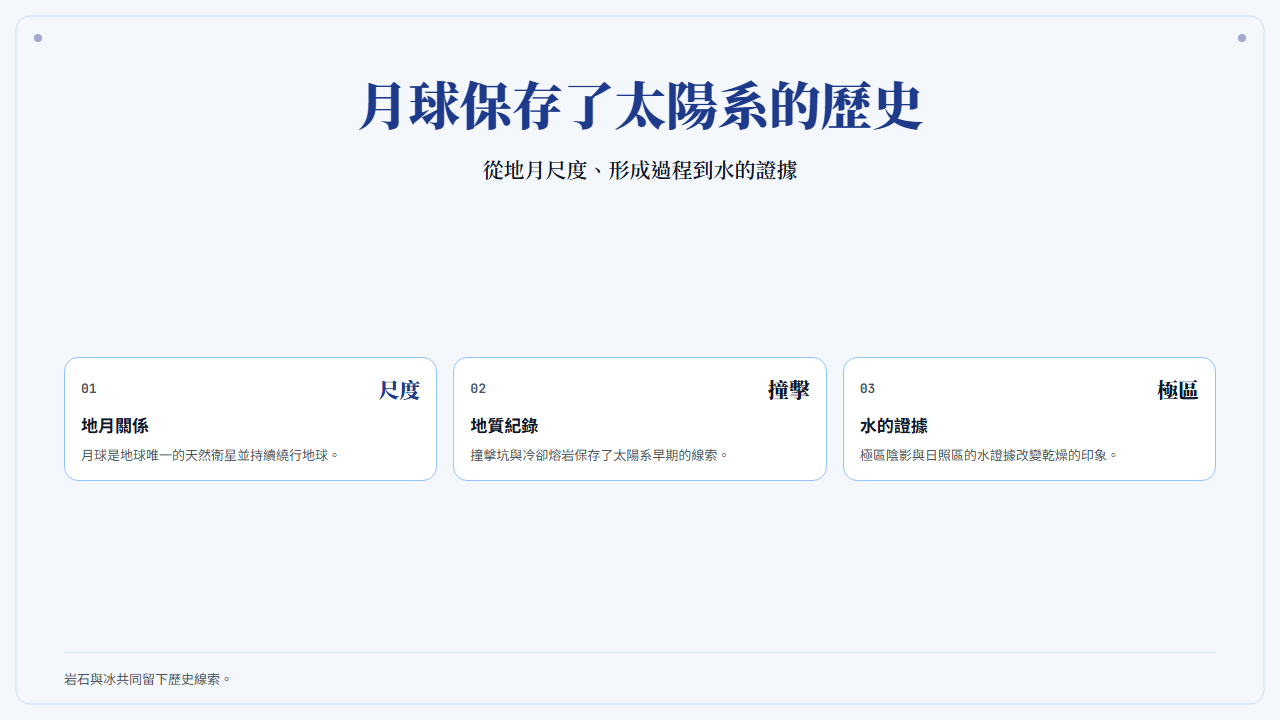 月球保存了太陽系的歷史
從地月尺度、形成過程到水的證據
01
尺度
地月關係
月球是地球唯一的天然衛星並持續繞行地球。
02
撞擊
地質紀錄
撞擊坑與冷卻熔岩保存了太陽系早期的線索。
03
極區
水的證據
極區陰影與日照區的水證據改變乾燥的印象。
岩石與冰共同留下歷史線索。